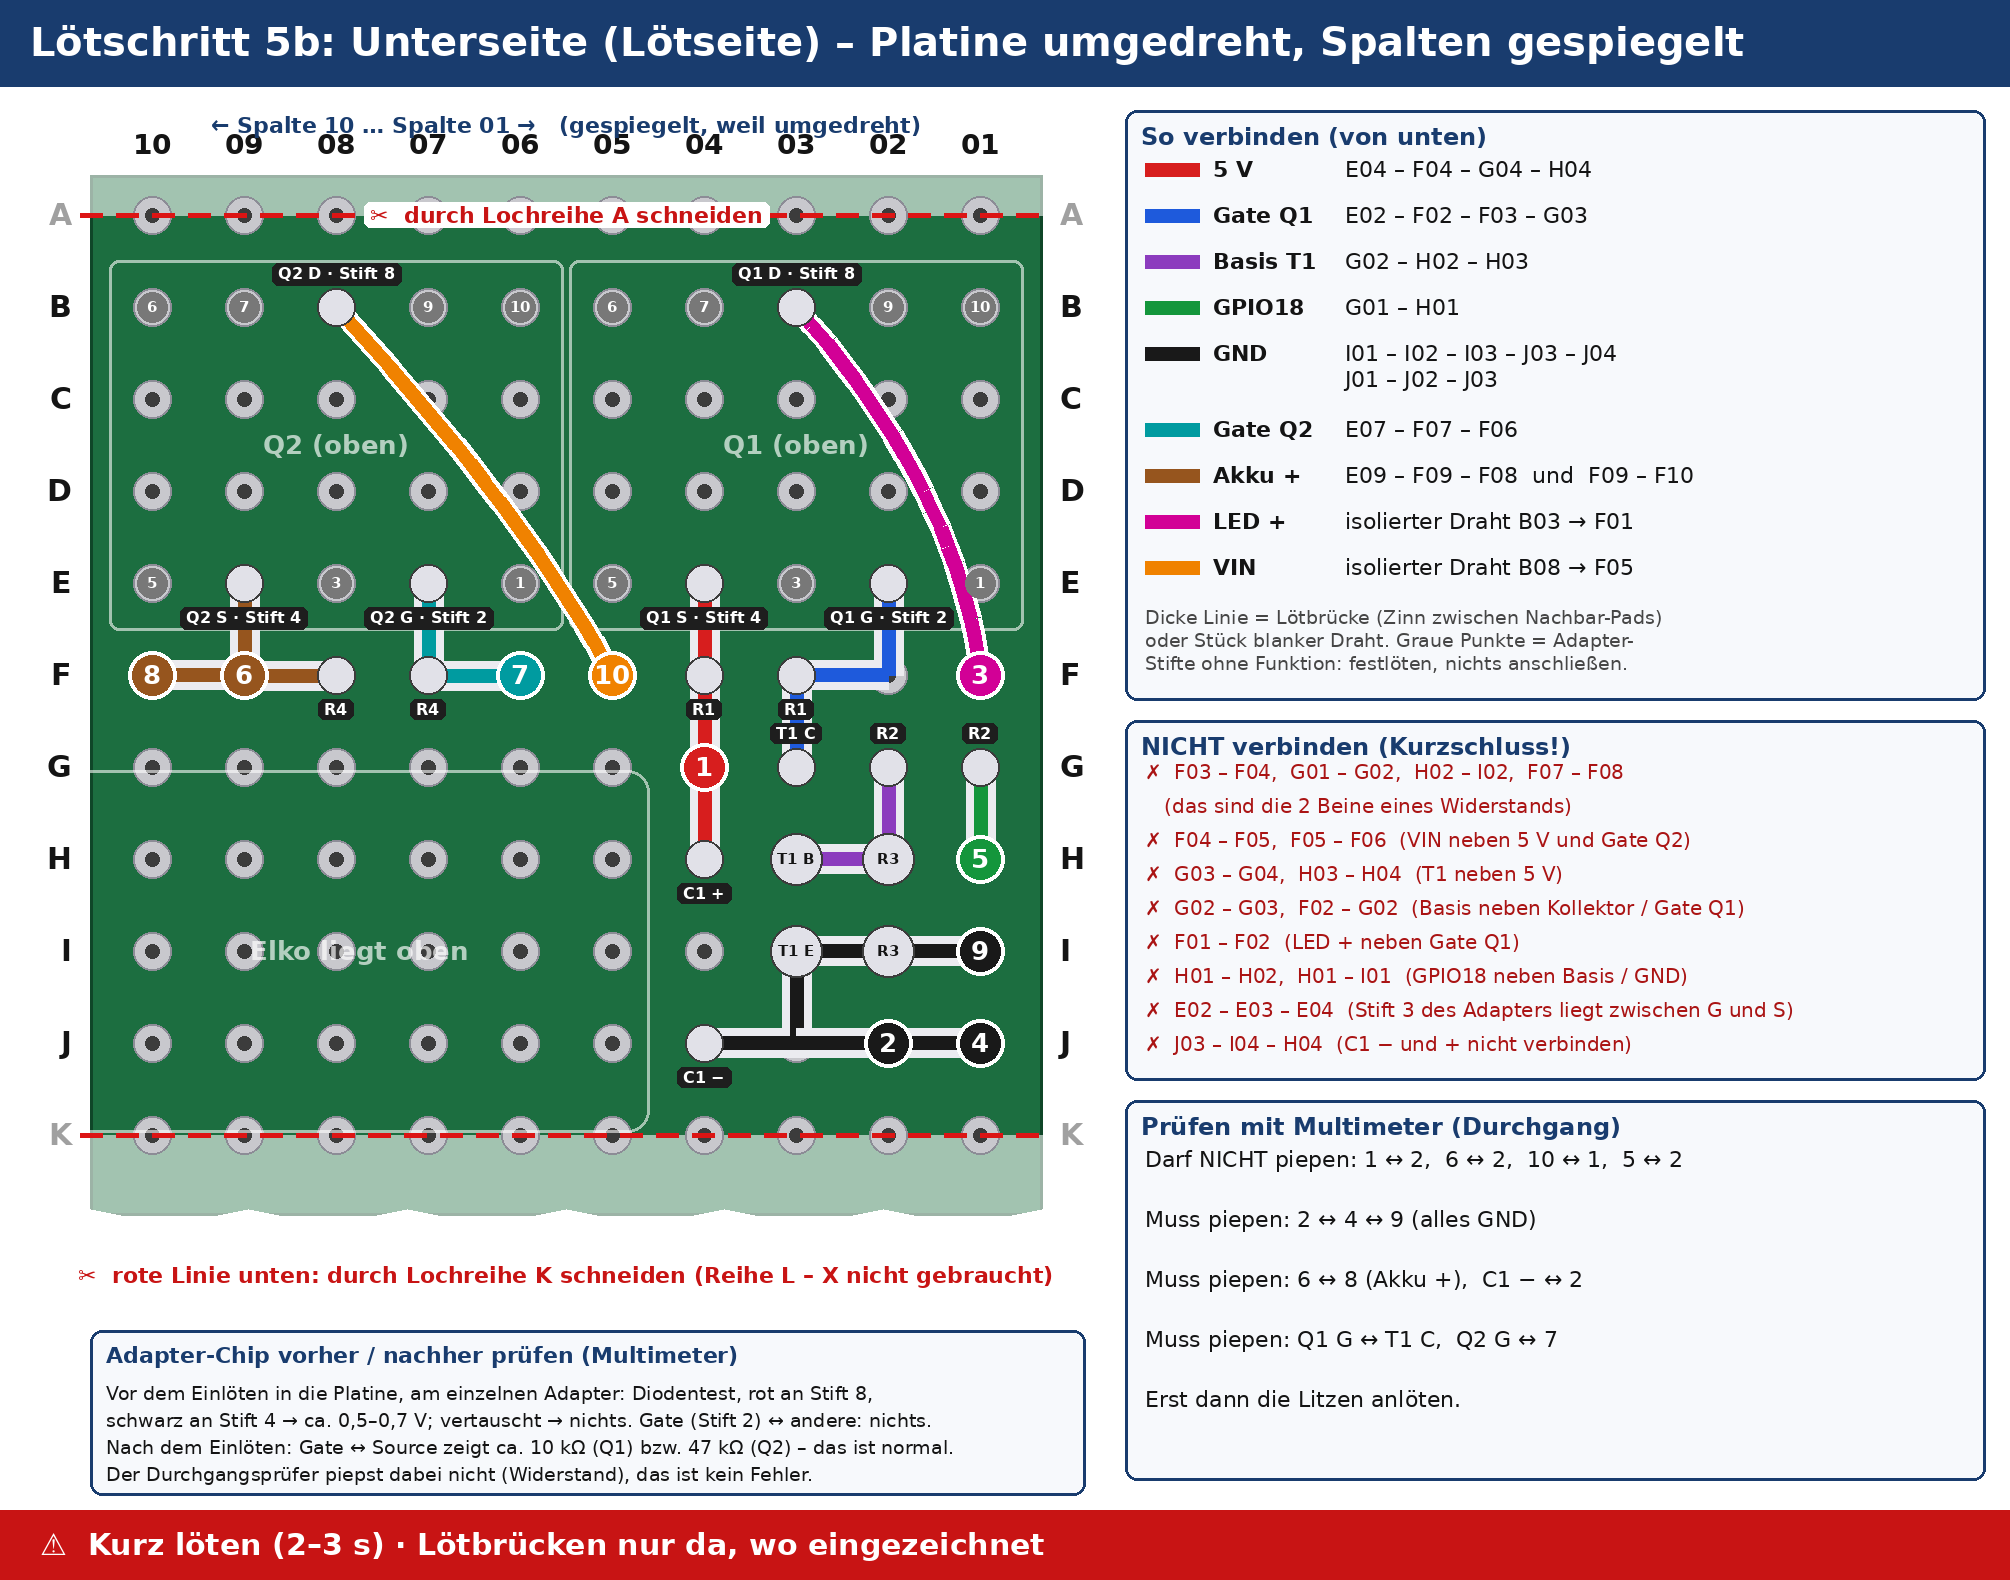 Lötschritt 5b: Unterseite (Lötseite) – Platine umgedreht, Spalten gespiegelt
← Spalte 10 … Spalte 01 → (gespiegelt, weil umgedreht)
10 09 08 07 06 05 04 03 02 01
A ✂ durch Lochreihe A schneiden A
Q2 D · Stift 8 Q1 D · Stift 8
B 6 7 9 10 6 7 9 10 B
C C
Q2 (oben) Q1 (oben)
D D
E 5 3 1 5 3 1 E
Q2 S · Stift 4 Q2 G · Stift 2 Q1 S · Stift 4 Q1 G · Stift 2
F 8 6 7 10 3 F
R4 R4 R1 R1
T1 C R2 R2
G 1 G
H T1 B R3 5 H
C1 +
I Elko liegt oben T1 E R3 9 I
J 2 4 J
C1 −
K K
✂ rote Linie unten: durch Lochreihe K schneiden (Reihe L – X nicht gebraucht)
Adapter-Chip vorher / nachher prüfen (Multimeter)
Vor dem Einlöten in die Platine, am einzelnen Adapter: Diodentest, rot an Stift 8,
schwarz an Stift 4 → ca. 0,5–0,7 V; vertauscht → nichts. Gate (Stift 2) ↔ andere: nichts.
Nach dem Einlöten: Gate ↔ Source zeigt ca. 10 kΩ (Q1) bzw. 47 kΩ (Q2) – das ist normal.
Der Durchgangsprüfer piepst dabei nicht (Widerstand), das ist kein Fehler.
So verbinden (von unten)
5 V E04 – F04 – G04 – H04
Gate Q1 E02 – F02 – F03 – G03
Basis T1 G02 – H02 – H03
GPIO18 G01 – H01
GND I01 – I02 – I03 – J03 – J04
J01 – J02 – J03
Gate Q2 E07 – F07 – F06
Akku + E09 – F09 – F08 und F09 – F10
LED + isolierter Draht B03 → F01
VIN isolierter Draht B08 → F05
Dicke Linie = Lötbrücke (Zinn zwischen Nachbar-Pads)
oder Stück blanker Draht. Graue Punkte = Adapter-
Stifte ohne Funktion: festlöten, nichts anschließen.
NICHT verbinden (Kurzschluss!)
✗ F03 – F04, G01 – G02, H02 – I02, F07 – F08
(das sind die 2 Beine eines Widerstands)
✗ F04 – F05, F05 – F06 (VIN neben 5 V und Gate Q2)
✗ G03 – G04, H03 – H04 (T1 neben 5 V)
✗ G02 – G03, F02 – G02 (Basis neben Kollektor / Gate Q1)
✗ F01 – F02 (LED + neben Gate Q1)
✗ H01 – H02, H01 – I01 (GPIO18 neben Basis / GND)
✗ E02 – E03 – E04 (Stift 3 des Adapters liegt zwischen G und S)
✗ J03 – I04 – H04 (C1 − und + nicht verbinden)
Prüfen mit Multimeter (Durchgang)
Darf NICHT piepen: 1 ↔ 2, 6 ↔ 2, 10 ↔ 1, 5 ↔ 2
Muss piepen: 2 ↔ 4 ↔ 9 (alles GND)
Muss piepen: 6 ↔ 8 (Akku +), C1 − ↔ 2
Muss piepen: Q1 G ↔ T1 C, Q2 G ↔ 7
Erst dann die Litzen anlöten.
⚠ Kurz löten (2–3 s) · Lötbrücken nur da, wo eingezeichnet